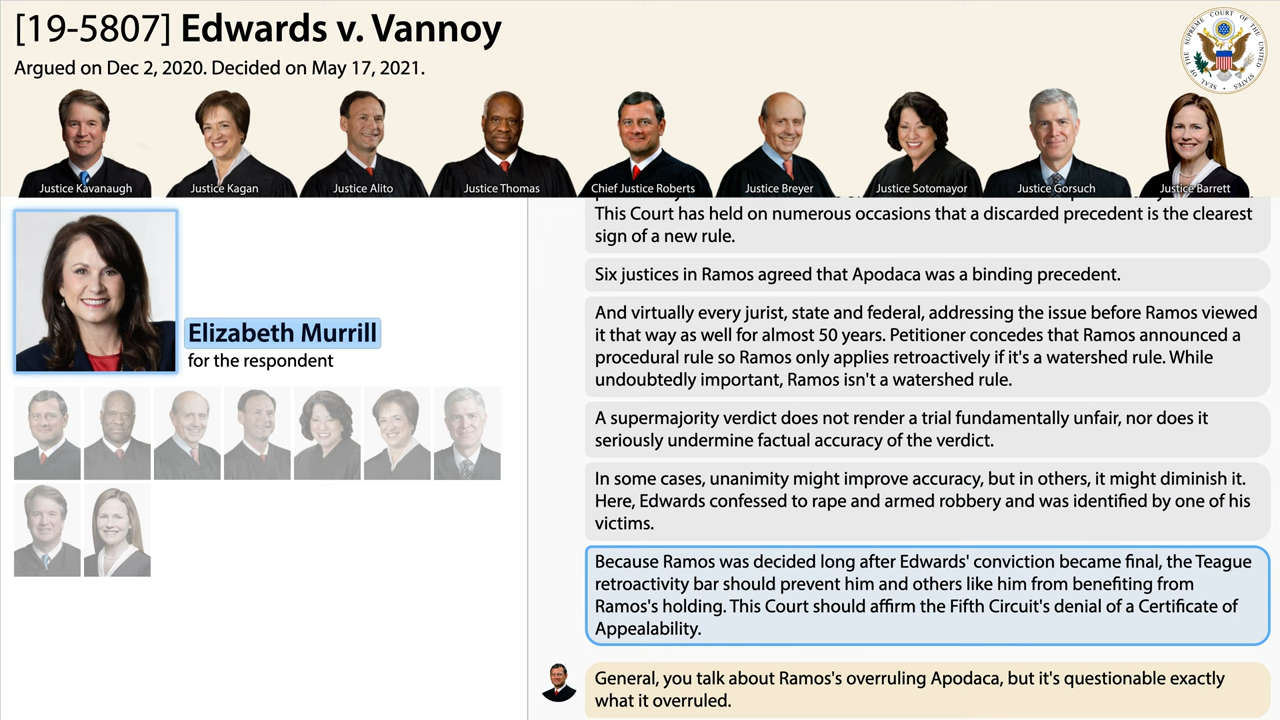 [19-5807] Edwards v. Vannoy
Argued on Dec 2, 2020. Decided on May 17, 2021.
SEAL OF THE SUPREME COURT OF THE UNITED STATES
Justice Kavanaugh
Justice Kagan
Justice Alito
Justice Thomas
Chief Justice Roberts
Justice Breyer
Justice Sotomayor
Justice Gorsuch
Justice Barrett
Elizabeth Murrill
for the respondent
This Court has held on numerous occasions that a discarded precedent is the clearest
sign of a new rule.
Six justices in Ramos agreed that Apodaca was a binding precedent.
And virtually every jurist, state and federal, addressing the issue before Ramos viewed
it that way as well for almost 50 years. Petitioner concedes that Ramos announced a
procedural rule so Ramos only applies retroactively if it's a watershed rule. While
undoubtedly important, Ramos isn't a watershed rule.
A supermajority verdict does not render a trial fundamentally unfair, nor does it
seriously undermine factual accuracy of the verdict.
In some cases, unanimity might improve accuracy, but in others, it might diminish it.
Here, Edwards confessed to rape and armed robbery and was identified by one of his
victims.
Because Ramos was decided long after Edwards' conviction became final, the Teague
retroactivity bar should prevent him and others like him from benefiting from
Ramos's holding. This Court should affirm the Fifth Circuit's denial of a Certificate of
Appealability.
General, you talk about Ramos's overruling Apodaca, but it's questionable exactly
what it overruled.